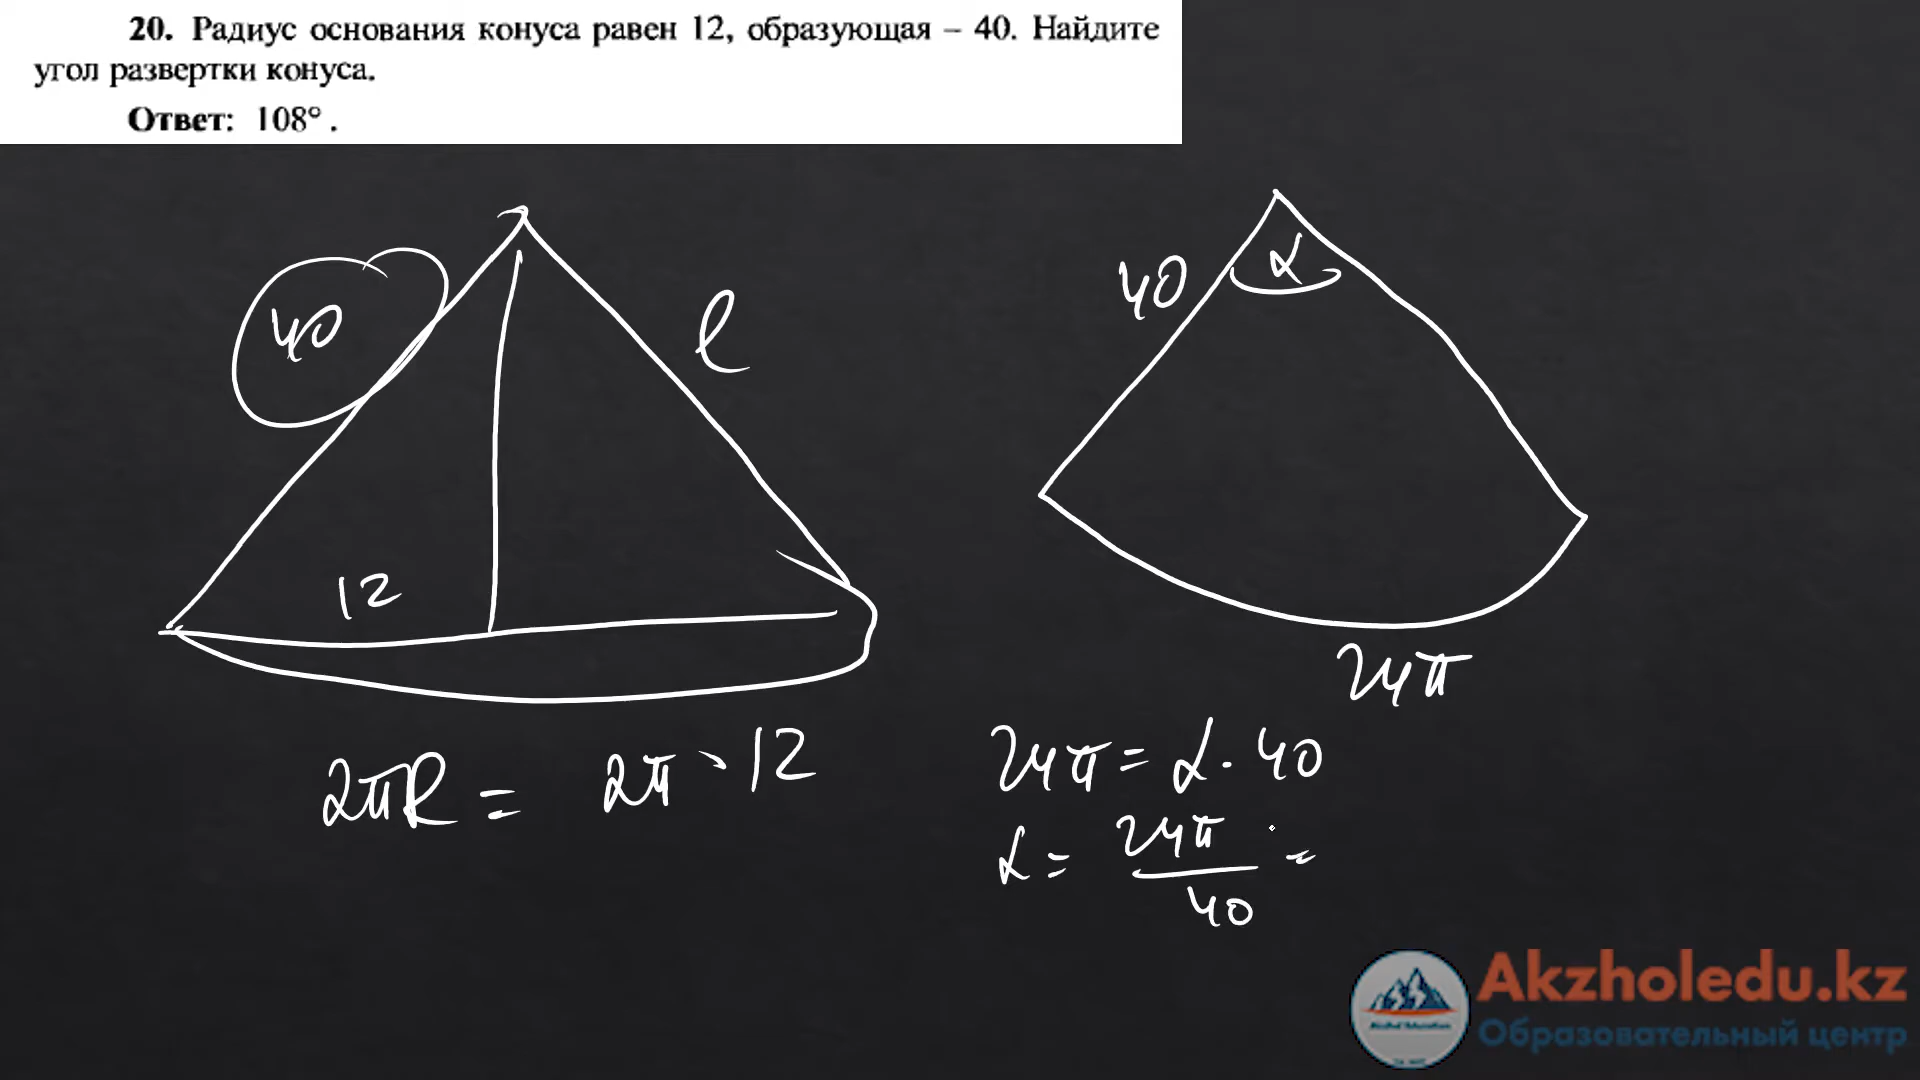 20. Радиус основания конуса равен 12, образующая – 40. Найдите
угол развертки конуса.
Ответ: 108° .
40
l
12
2πR = 2π · 12
40
α
24π
24π = α · 40
α = 24π / 40 =
Akzholedu.kz
Образовательный центр